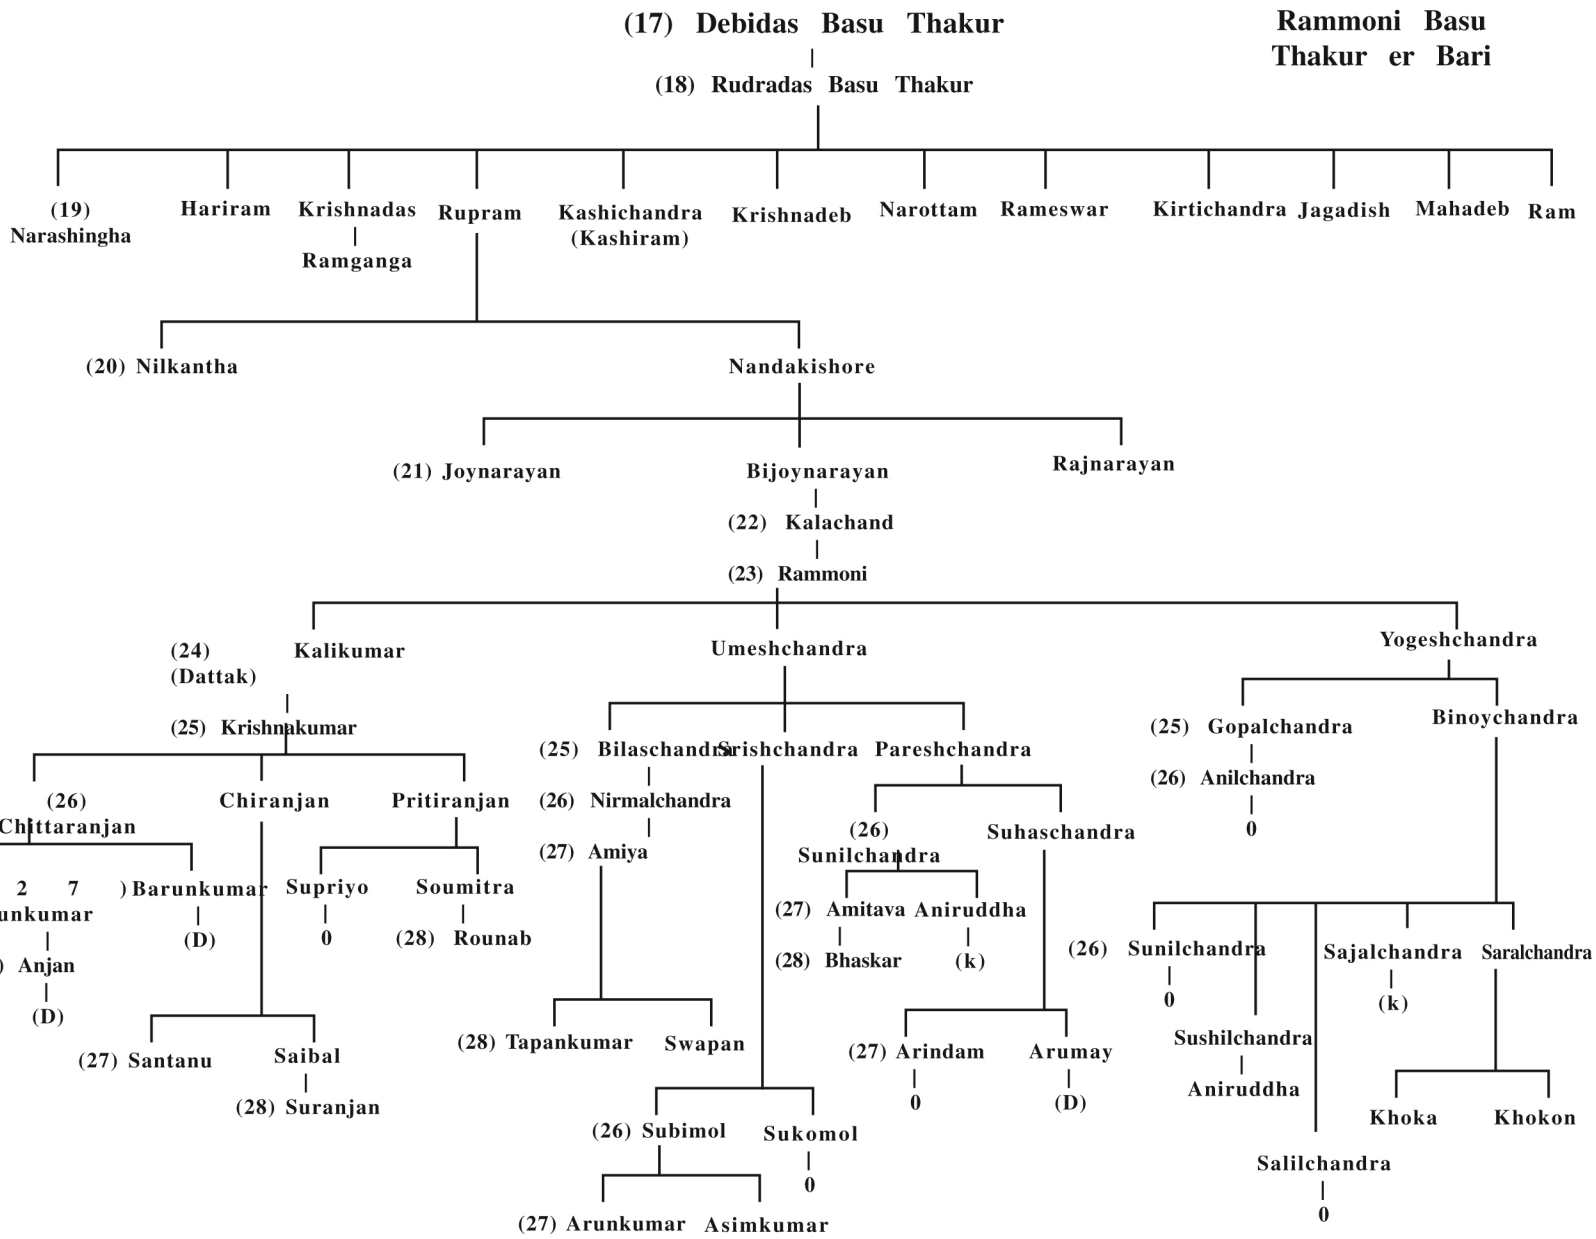 (17) Debidas Basu Thakur
Rammoni Basu
Thakur er Bari
(18) Rudradas Basu Thakur
(19)
Narashingha
Hariram
Krishnadas
Ramganga
Rupram
Kashichandra
(Kashiram)
Krishnadeb
Narottam
Rameswar
Kirtichandra
Jagadish
Mahadeb
Ram
(20) Nilkantha
Nandakishore
(21) Joynarayan
Bijoynarayan
Rajnarayan
(22) Kalachand
(23) Rammoni
(24) Kalikumar
(Dattak)
Umeshchandra
Yogeshchandra
(25) Krishnakumar
(25) Bilaschandra
Srishchandra
Pareshchandra
(25) Gopalchandra
Binoychandra
(26)
Chittaranjan
Chiranjan
Pritiranjan
(26) Nirmalchandra
(26)
Sunilchandra
Suhaschandra
(26) Anilchandra
0
(27) Amiya
2 7 ) Barunkumar
unkumar
(D)
) Anjan
(D)
Supriyo
0
Soumitra
(28) Rounab
(27) Amitava
Aniruddha
(28) Bhaskar
(k)
(26) Sunilchandra
0
Sajalchandra
(k)
Saralchandra
(27) Santanu
Saibal
(28) Suranjan
(28) Tapankumar
Swapan
(27) Arindam
0
Arumay
(D)
Sushilchandra
Aniruddha
Khoka
Khokon
(26) Subimol
Sukomol
0
Salilchandra
0
(27) Arunkumar
Asimkumar